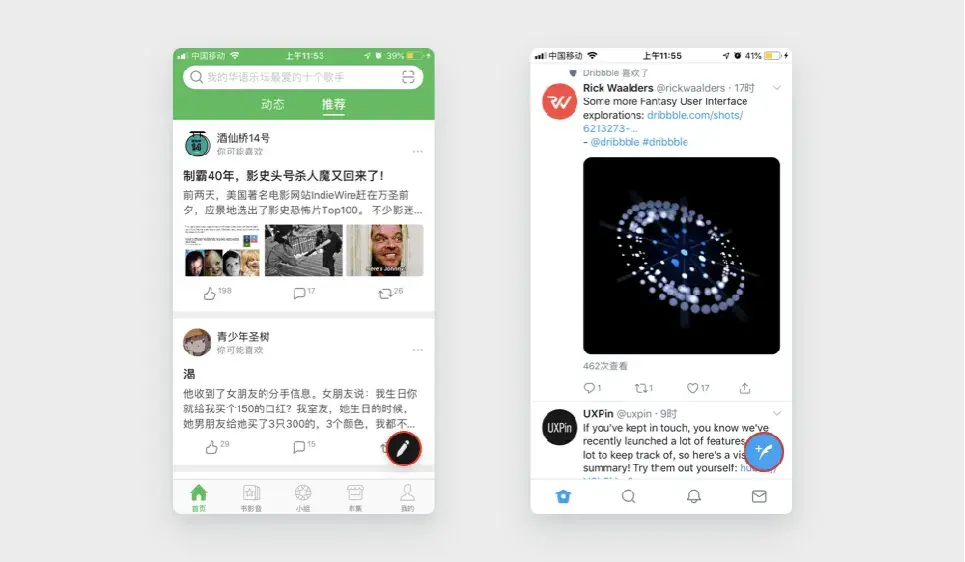 中国移动
上午11:55
39%
我的华语乐坛最爱的十个歌手
动态
推荐
14
酒仙桥14号
你可能喜欢
制霸40年，影史头号杀人魔又回来了！
前两天，美国著名电影网站IndieWire赶在万圣前
夕，应景地选出了影史恐怖片Top100。 不少影迷...
here's Johnny
198
17
26
青少年圣树
你可能喜欢
渴
他收到了女朋友的分手信息。女朋友说：我生日你
就给我买个150的口红？我室友，她生日的时候，
她男朋友给她买了3只300的，3个颜色，我都不...
29
15
首页
书影音
小组
市集
我的
中国移动
上午11:55
41%
Dribbble 喜欢了
Rick Waalders @rickwaalders · 17时
Some more Fantasy User Interface
explorations: dribbble.com/shots/
6213273-...
- @dribbble #dribbble
462次查看
1
1
17
UXPin
UXPin @uxpin · 9时
If you've kept in touch, you know we've
recently launched a lot of features
lot to keep track of, so here's a vis
summary! Try them out yourself: